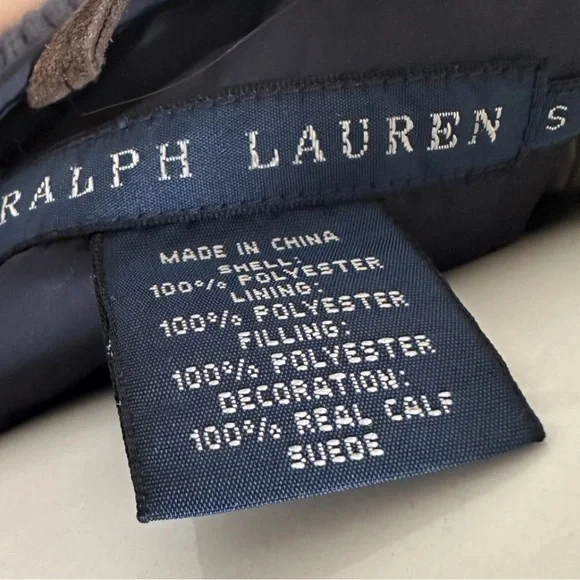 RALPH LAUREN S
MADE IN CHINA
SHELL:
100% POLYESTER
LINING:
100% POLYESTER
FILLING:
100% POLYESTER
DECORATION:
100% REAL CALF
SUEDE